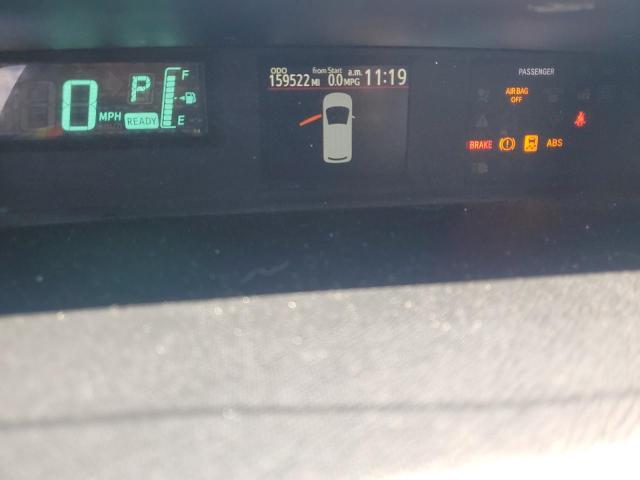 0 MPH
P
READY
F
E
ODO
159522 MI
from Start
0.0 MPG
a.m.
11:19
PASSENGER
AIR BAG
OFF
BRAKE
ABS